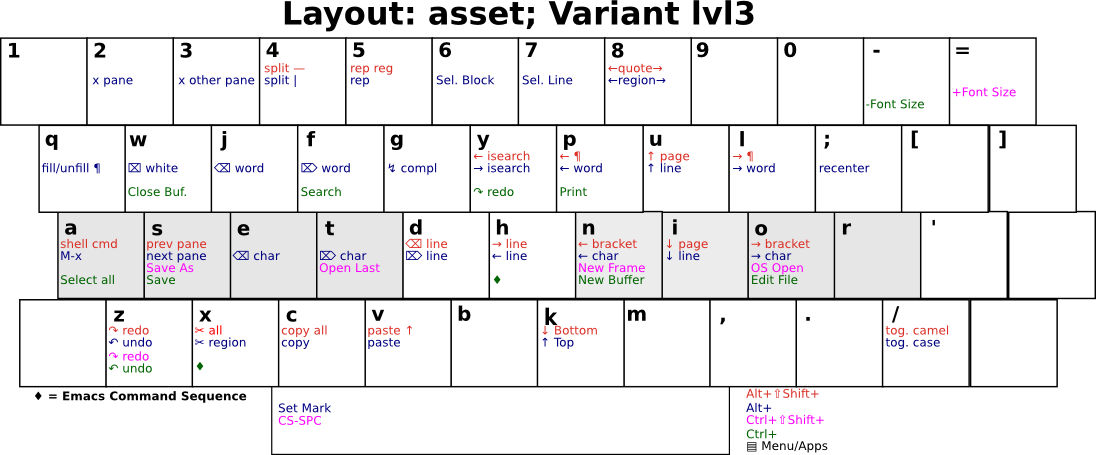 Layout: asset; Variant lvl3
1
2
x pane
3
x other pane
4
split —
split |
5
rep reg
rep
6
Sel. Block
7
Sel. Line
8
←quote→
←region→
9
0
-
-Font Size
=
+Font Size
q
fill/unfill ¶
w
⌧ white
Close Buf.
j
⌫ word
f
⌦ word
Search
g
↯ compl
y
← isearch
→ isearch
↷ redo
p
← ¶
← word
Print
u
↑ page
↑ line
l
→ ¶
→ word
;
recenter
[
]
a
shell cmd
M-x
Select all
s
prev pane
next pane
Save As
Save
e
⌫ char
t
⌦ char
Open Last
d
⌫ line
⌦ line
h
→ line
← line
♦
n
← bracket
← char
New Frame
New Buffer
i
↓ page
↓ line
o
→ bracket
→ char
OS Open
Edit File
r
'
z
↷ redo
↶ undo
↷ redo
↶ undo
x
✂ all
✂ region
♦
c
copy all
copy
v
paste ↑
paste
b
k
↓ Bottom
↑ Top
m
,
.
/
tog. camel
tog. case
♦ = Emacs Command Sequence
Set Mark
CS-SPC
Alt+⇧Shift+
Alt+
Ctrl+⇧Shift+
Ctrl+
▤ Menu/Apps